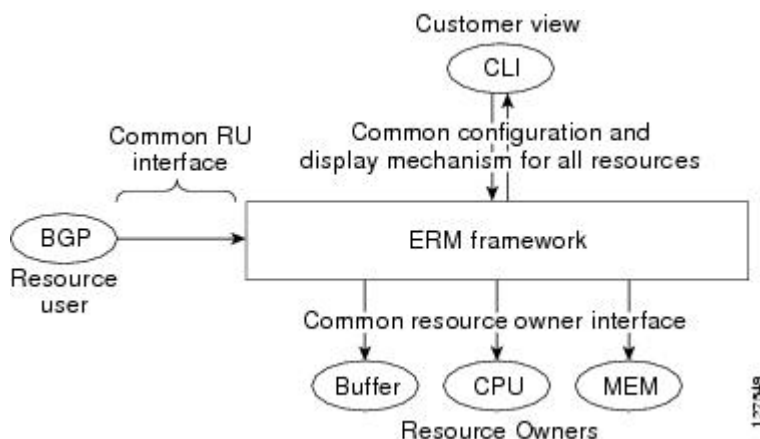 Customer view
CLI
Common RU
interface
Common configuration and
display mechanism for all resources
BGP
Resource
user
ERM framework
Common resource owner interface
Buffer
CPU
MEM
Resource Owners